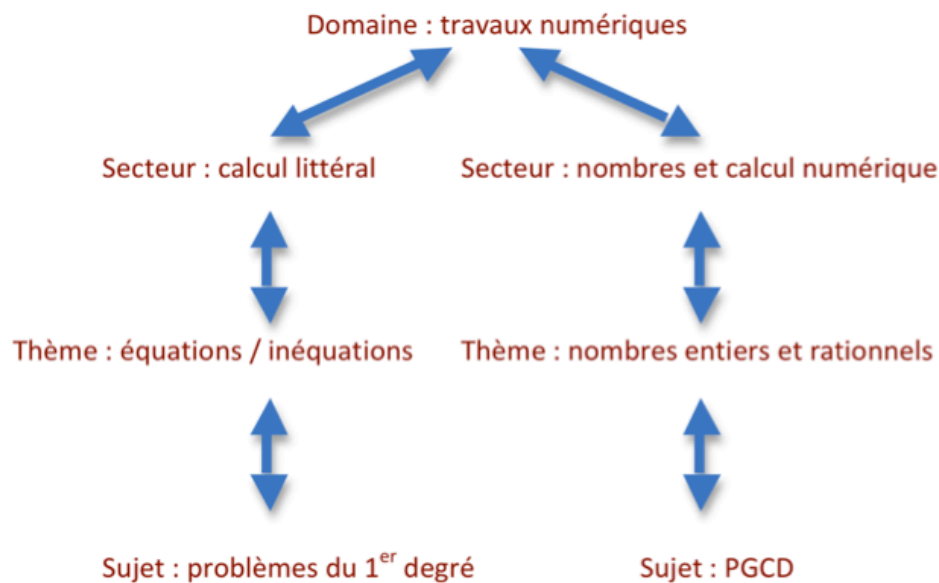 Domaine : travaux numériques
Secteur : calcul littéral
Secteur : nombres et calcul numérique
Thème : équations / inéquations
Thème : nombres entiers et rationnels
Sujet : problèmes du 1er degré
Sujet : PGCD